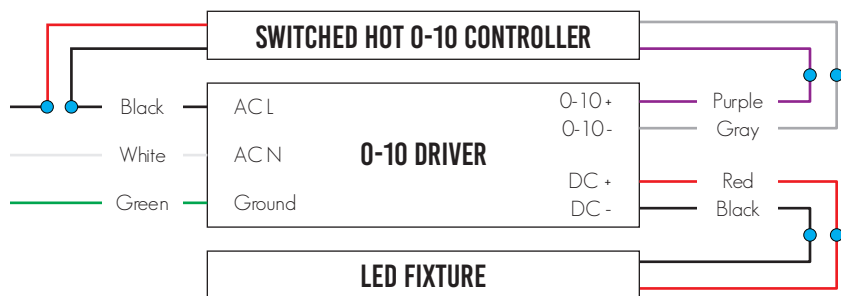 SWITCHED HOT 0-10 CONTROLLER
Black
AC L
0-10 +
Purple
0-10 -
Gray
White
AC N
0-10 DRIVER
Green
Ground
DC +
Red
DC -
Black
LED FIXTURE